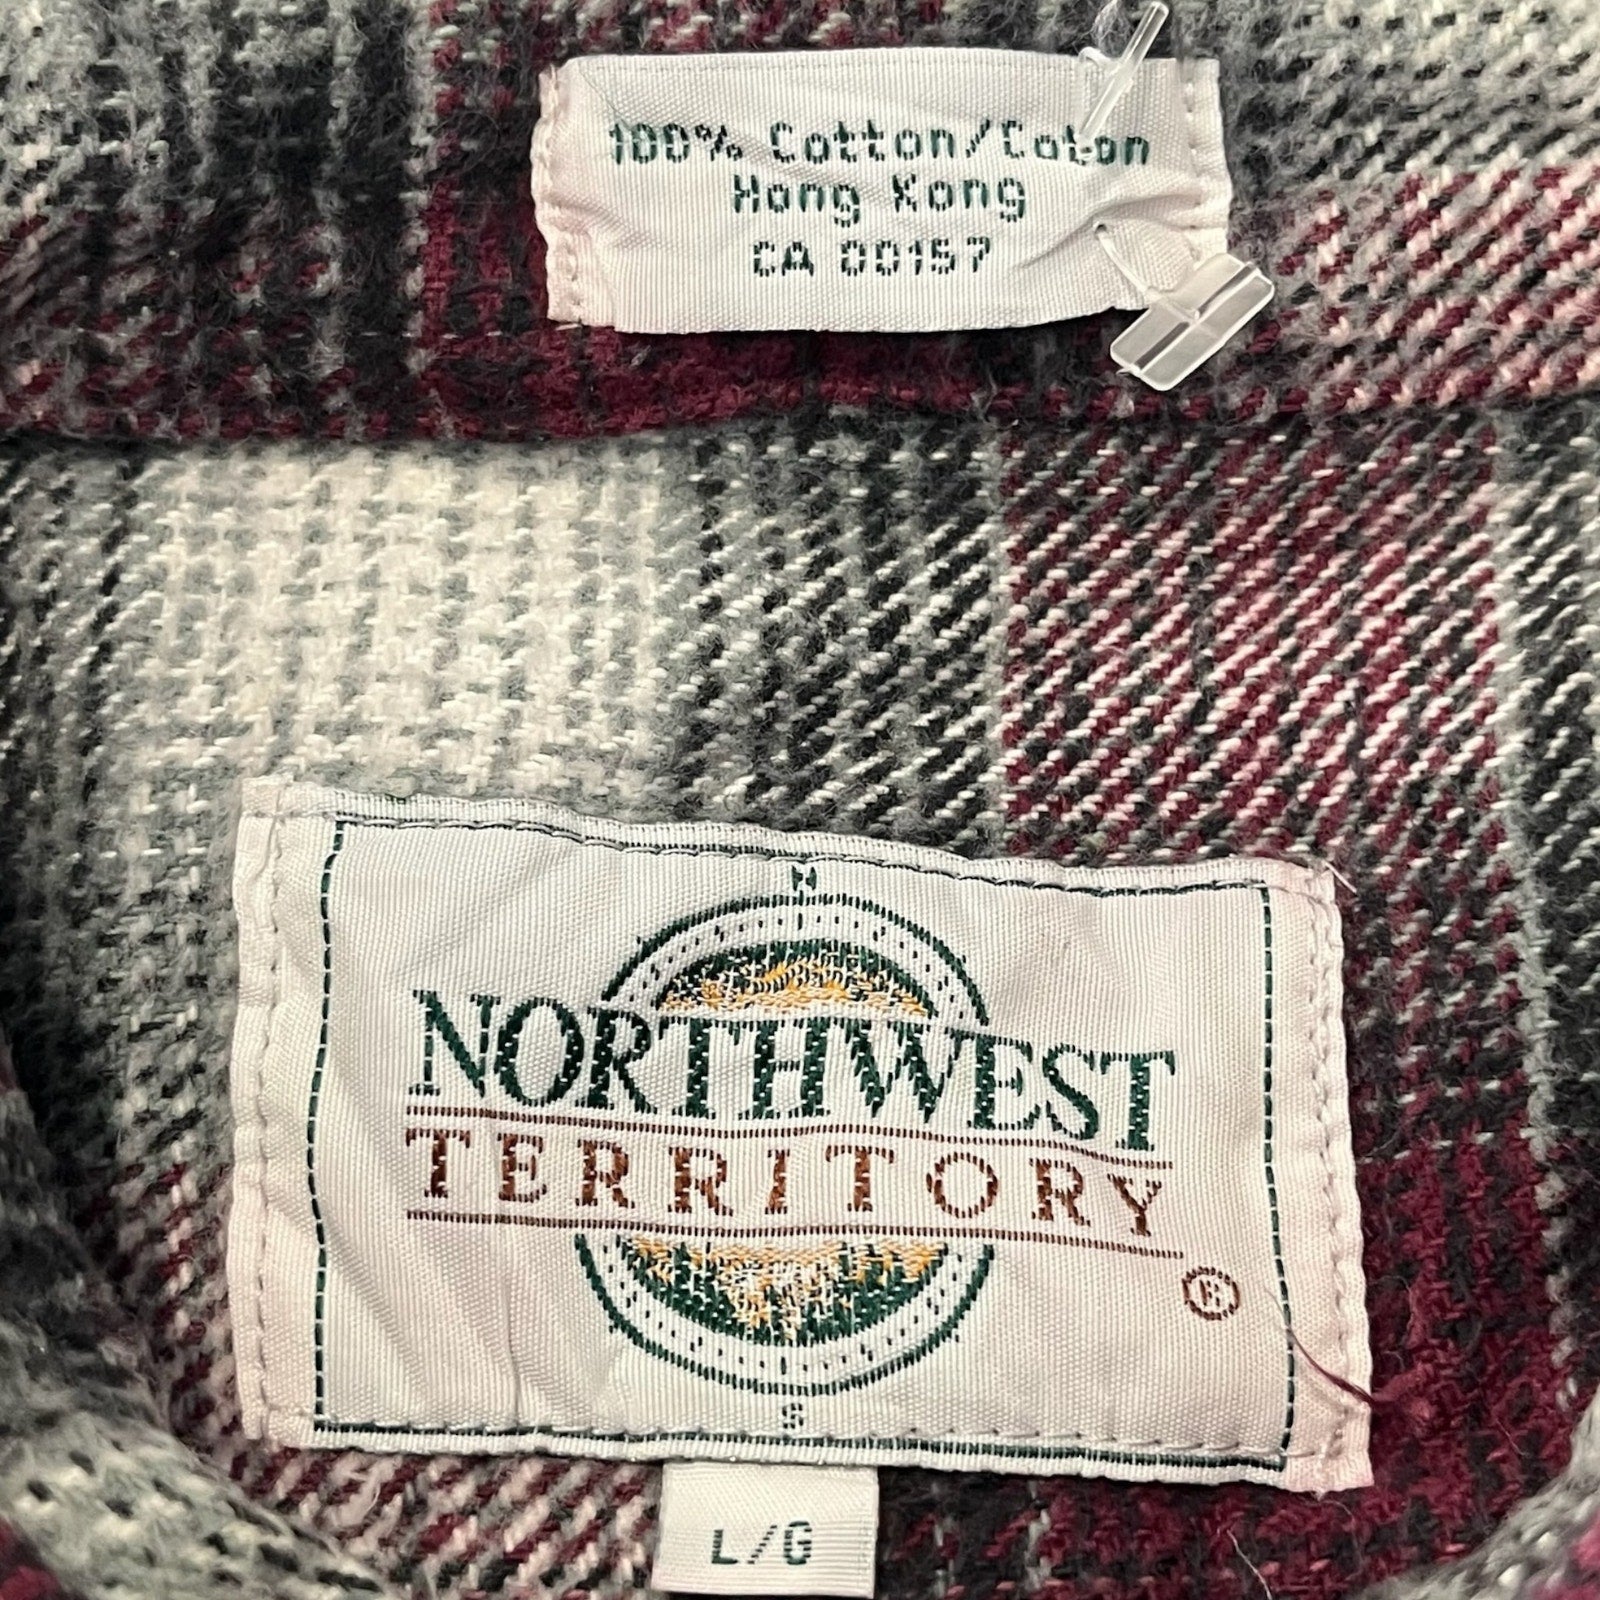 100% Cotton/Coton
Hong Kong
CA 00157
N
NORTHWEST
TERRITORY
®
S
L/G